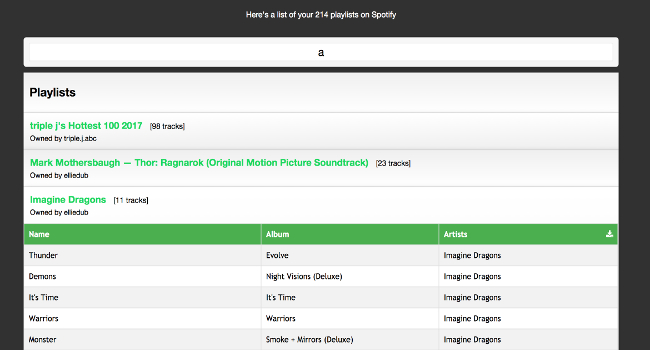 Here's a list of your 214 playlists on Spotify
a
Playlists
triple j's Hottest 100 2017 [98 tracks]
Owned by triple.j.abc
Mark Mothersbaugh — Thor: Ragnarok (Original Motion Picture Soundtrack) [23 tracks]
Imagine Dragons [11 tracks]
Owned by elliedub
Name Album Artists
Thunder Evolve Imagine Dragons
Demons Night Visions (Deluxe) Imagine Dragons
It's Time It's Time Imagine Dragons
Warriors Warriors Imagine Dragons
Monster Smoke + Mirrors (Deluxe) Imagine Dragons